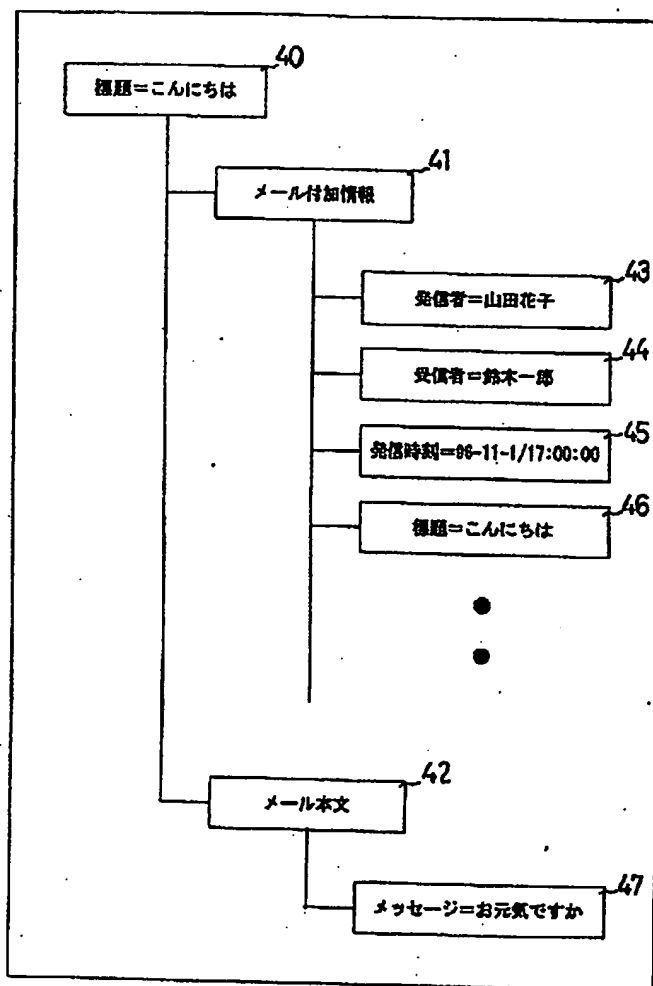 40
標題=こんにちは
41
メール付加情報
43
発信者=山田花子
44
受信者=鈴木一郎
45
発信時刻=96-11-1/17:00:00
46
標題=こんにちは
42
メール本文
47
メッセージ=お元気ですか